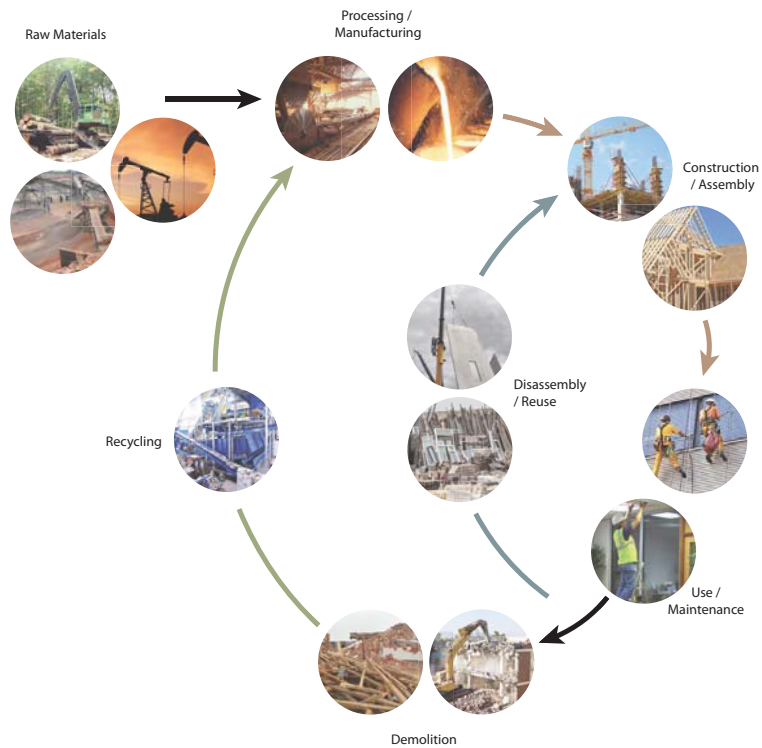 Processing /
Manufacturing
Raw Materials
Construction
/ Assembly
Disassembly
/ Reuse
Recycling
Use /
Maintenance
Demolition